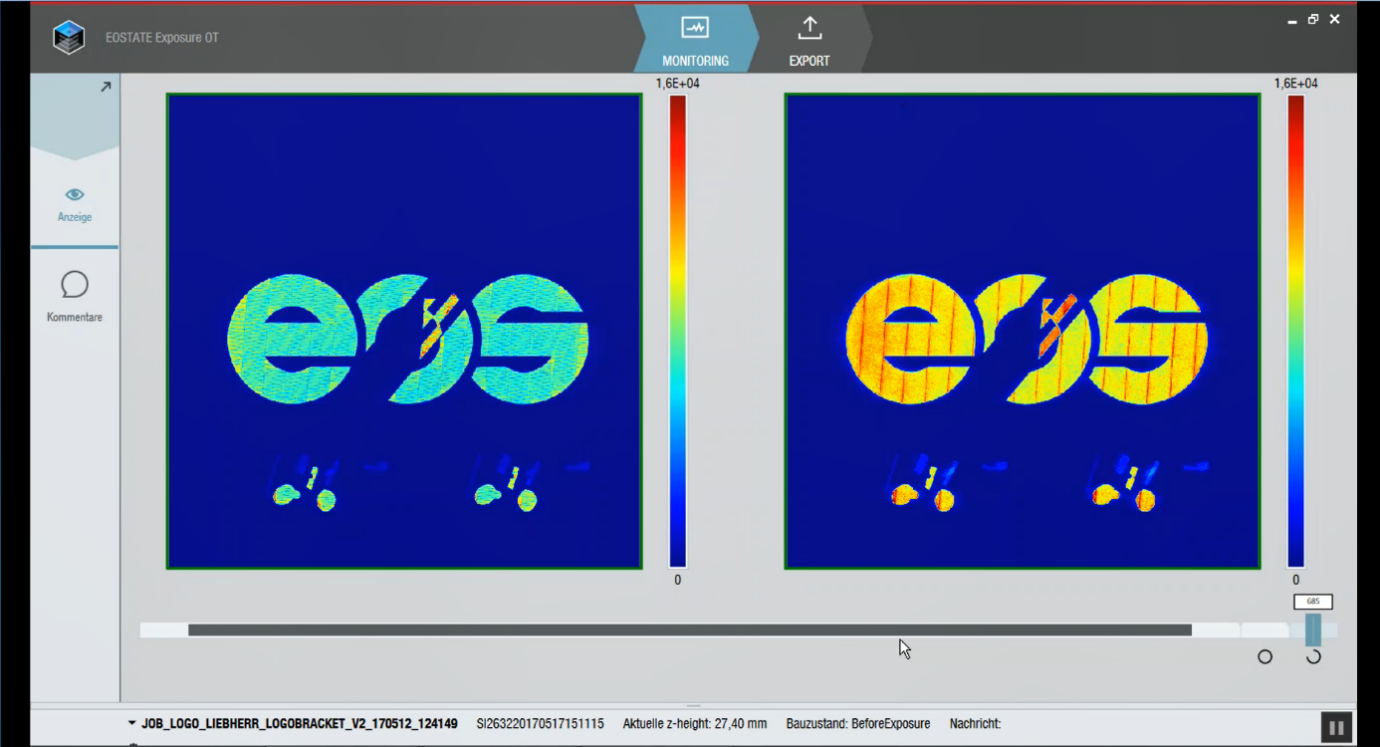 EOSTATE Exposure OT
MONITORING
EXPORT
1,6E+04
1,6E+04
Anzeige
Kommentare
eos
0
0
685
JOB_LOGO_LIEBHERR_LOGOBRACKET_V2_170512_124149 SI263220170517151115 Aktuelle z-height: 27,40 mm Bauzustand: BeforeExposure Nachricht: